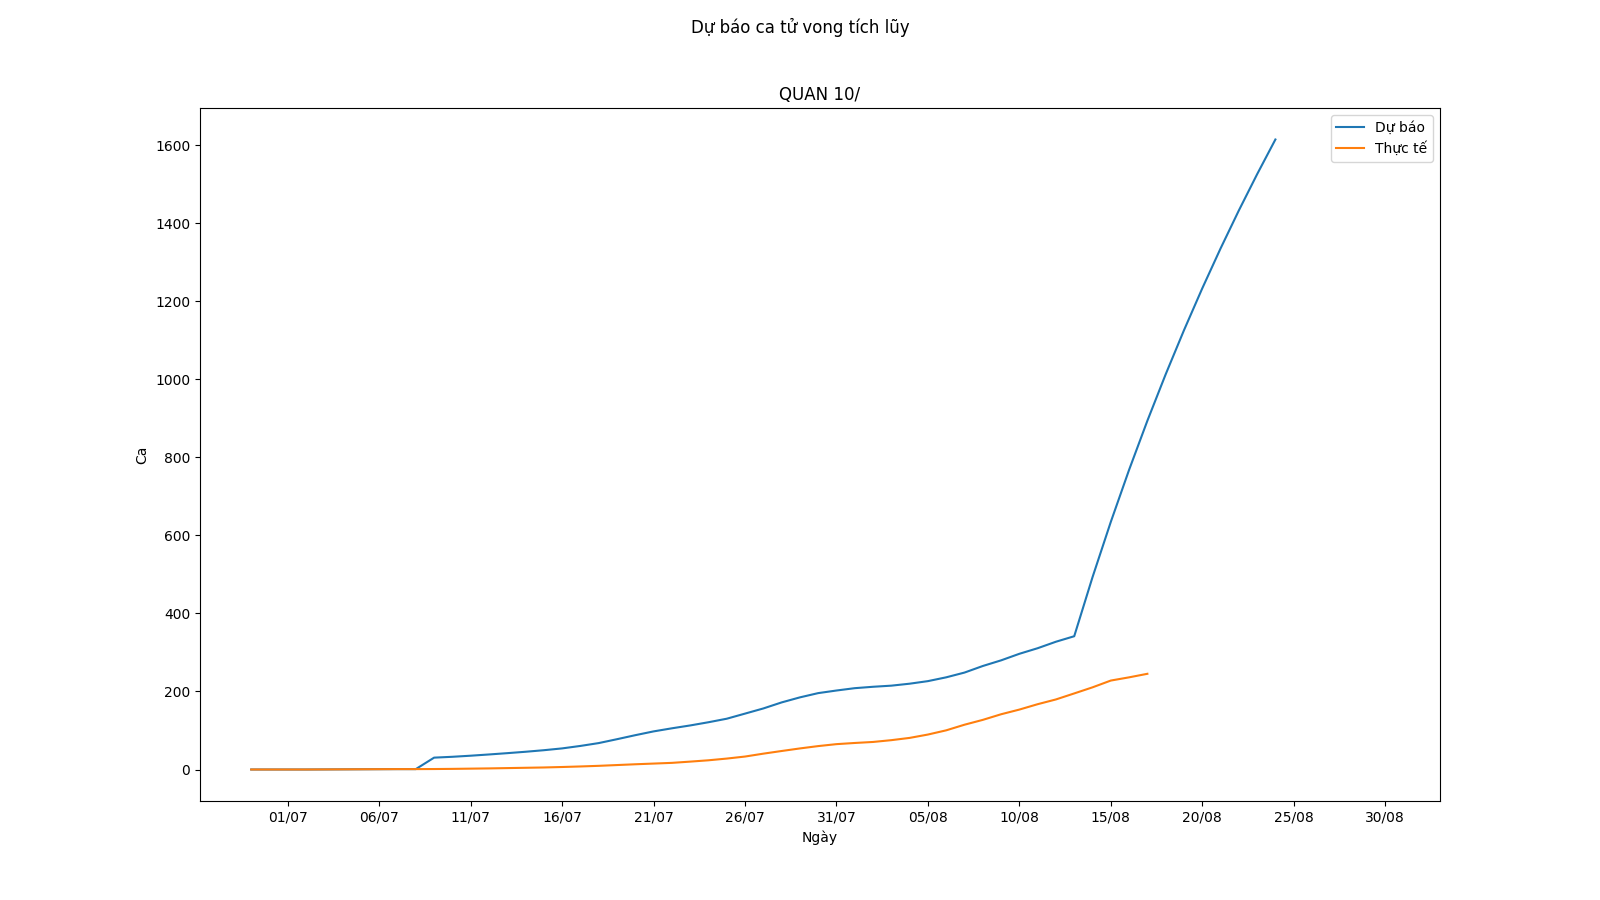 Dự báo ca tử vong tích lũy
QUAN 10/
Dự báo
Thực tế
1600
1400
1200
1000
800
600
400
200
0
Ca
01/07 06/07 11/07 16/07 21/07 26/07 31/07 05/08 10/08 15/08 20/08 25/08 30/08
Ngày